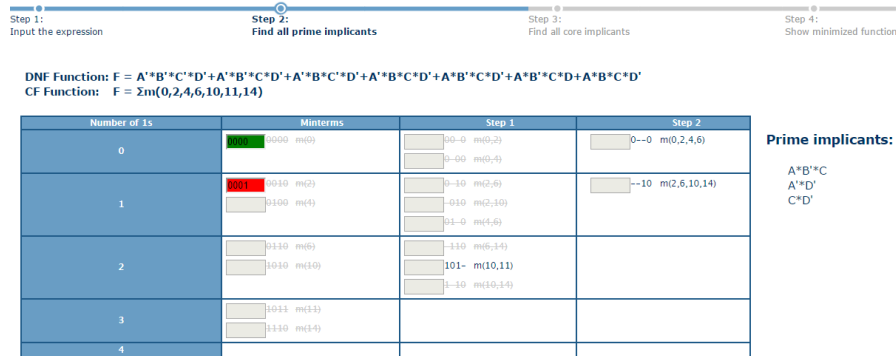 Step 1:
Input the expression
Step 2:
Find all prime implicants
Step 3:
Find all core implicants
Step 4:
Show minimized function
DNF Function: F = A'*B'*C'*D'+A'*B'*C*D'+A'*B*C'*D'+A'*B*C*D'+A*B'*C*D'+A*B'*C*D+A*B*C*D'
CF Function: F = Σm(0,2,4,6,10,11,14)
Number of 1s Minterms Step 1 Step 2
0
0000 0000 m(0)
00-0 m(0,2)
0-00 m(0,4)
0--0 m(0,2,4,6)
1
0001 0010 m(2)
0100 m(4)
0-10 m(2,6)
-010 m(2,10)
01-0 m(4,6)
--10 m(2,6,10,14)
2
0110 m(6)
1010 m(10)
-110 m(6,14)
101- m(10,11)
1-10 m(10,14)
3
1011 m(11)
1110 m(14)
4
Prime implicants:
A*B'*C
A'*D'
C*D'